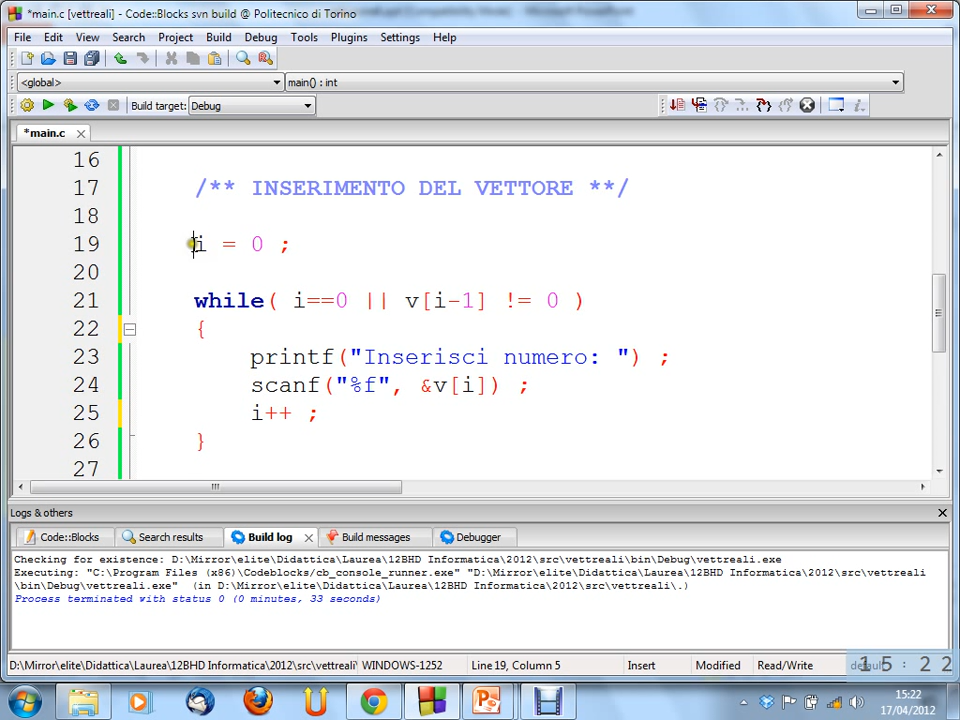 *main.c [vettreali] - Code::Blocks svn build @ Politecnico di Torino
File Edit View Search Project Build Debug Tools Plugins Settings Help
<global> main() : int
Build target: Debug
*main.c
16
17 /** INSERIMENTO DEL VETTORE **/
18
19 i = 0 ;
20
21 while( i==0 || v[i-1] != 0 )
22 {
23 printf("Inserisci numero: ") ;
24 scanf("%f", &v[i]) ;
25 i++ ;
26 }
27
Logs & others
Code::Blocks Search results Build log Build messages Debugger
Checking for existence: D:\Mirror\elite\Didattica\Laurea\12BHD Informatica\2012\src\vettreali\bin\Debug\vettreali.exe
Executing: "C:\Program Files (x86)\Codeblocks/cb_console_runner.exe" "D:\Mirror\elite\Didattica\Laurea\12BHD Informatica\2012\src\vettreali
\bin\Debug\vettreali.exe" (in D:\Mirror\elite\Didattica\Laurea\12BHD Informatica\2012\src\vettreali\.)
Process terminated with status 0 (0 minutes, 33 seconds)
D:\Mirror\elite\Didattica\Laurea\12BHD Informatica\2012\src\vettreali\ WINDOWS-1252 Line 19, Column 5 Insert Modified Read/Write default
15:22
15:22
17/04/2012